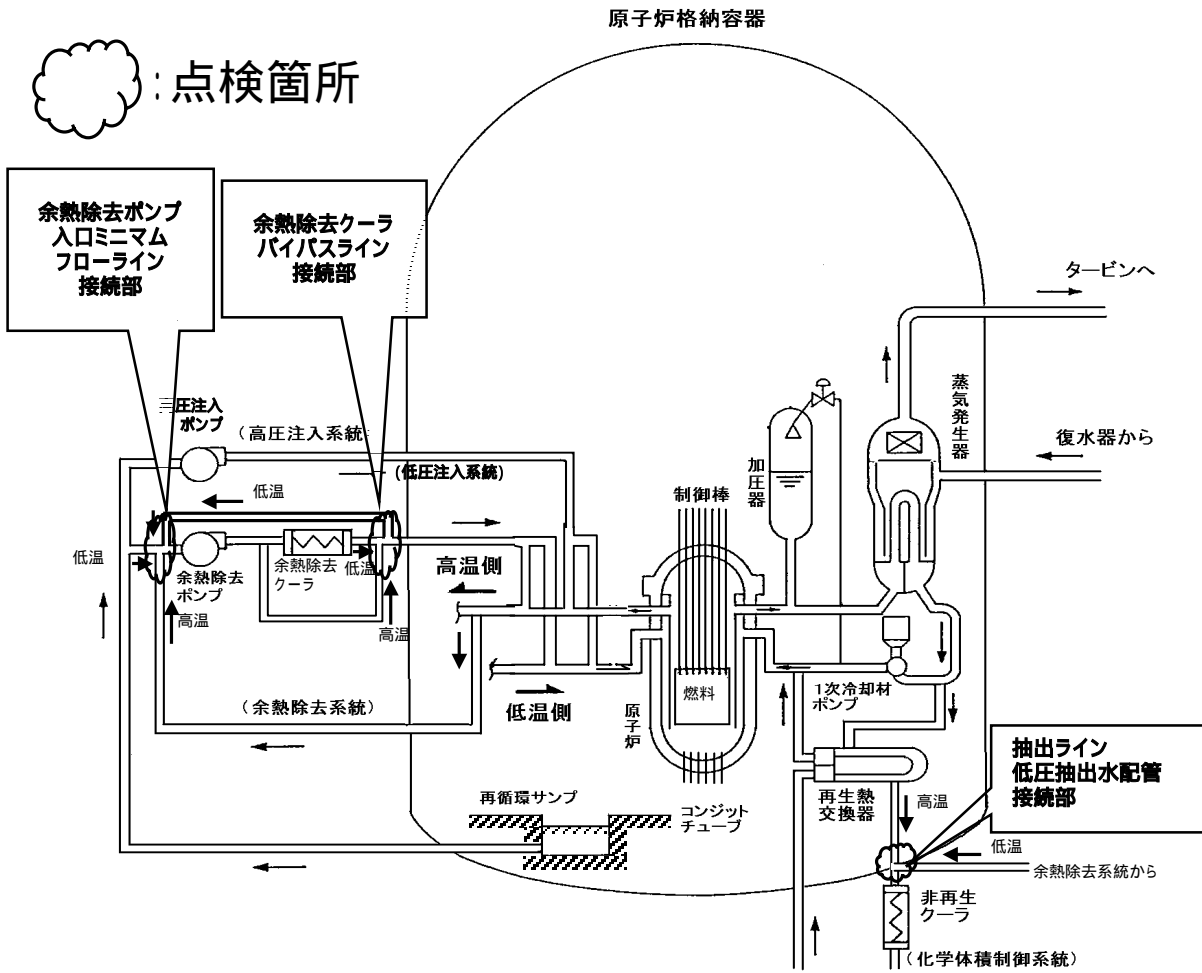 原子炉格納容器
：点検箇所
余熱除去ポンプ
入口ミニマム
フローライン
接続部
余熱除去クーラ
バイパスライン
接続部
タービンへ
蒸気発生器
復水器から
圧注入
ポンプ
（高圧注入系統）
（低圧注入系統）
低温
加圧器
制御棒
低温
余熱除去
ポンプ
余熱除去
クーラ
低温
高温側
高温
高温
燃料
1次冷却材
ポンプ
（余熱除去系統）
低温側
原子炉
抽出ライン
低圧抽出水配管
接続部
再循環サンプ
コンジット
チューブ
再生熱
交換器
高温
低温
余熱除去系統から
非再生
クーラ
（化学体積制御系統）